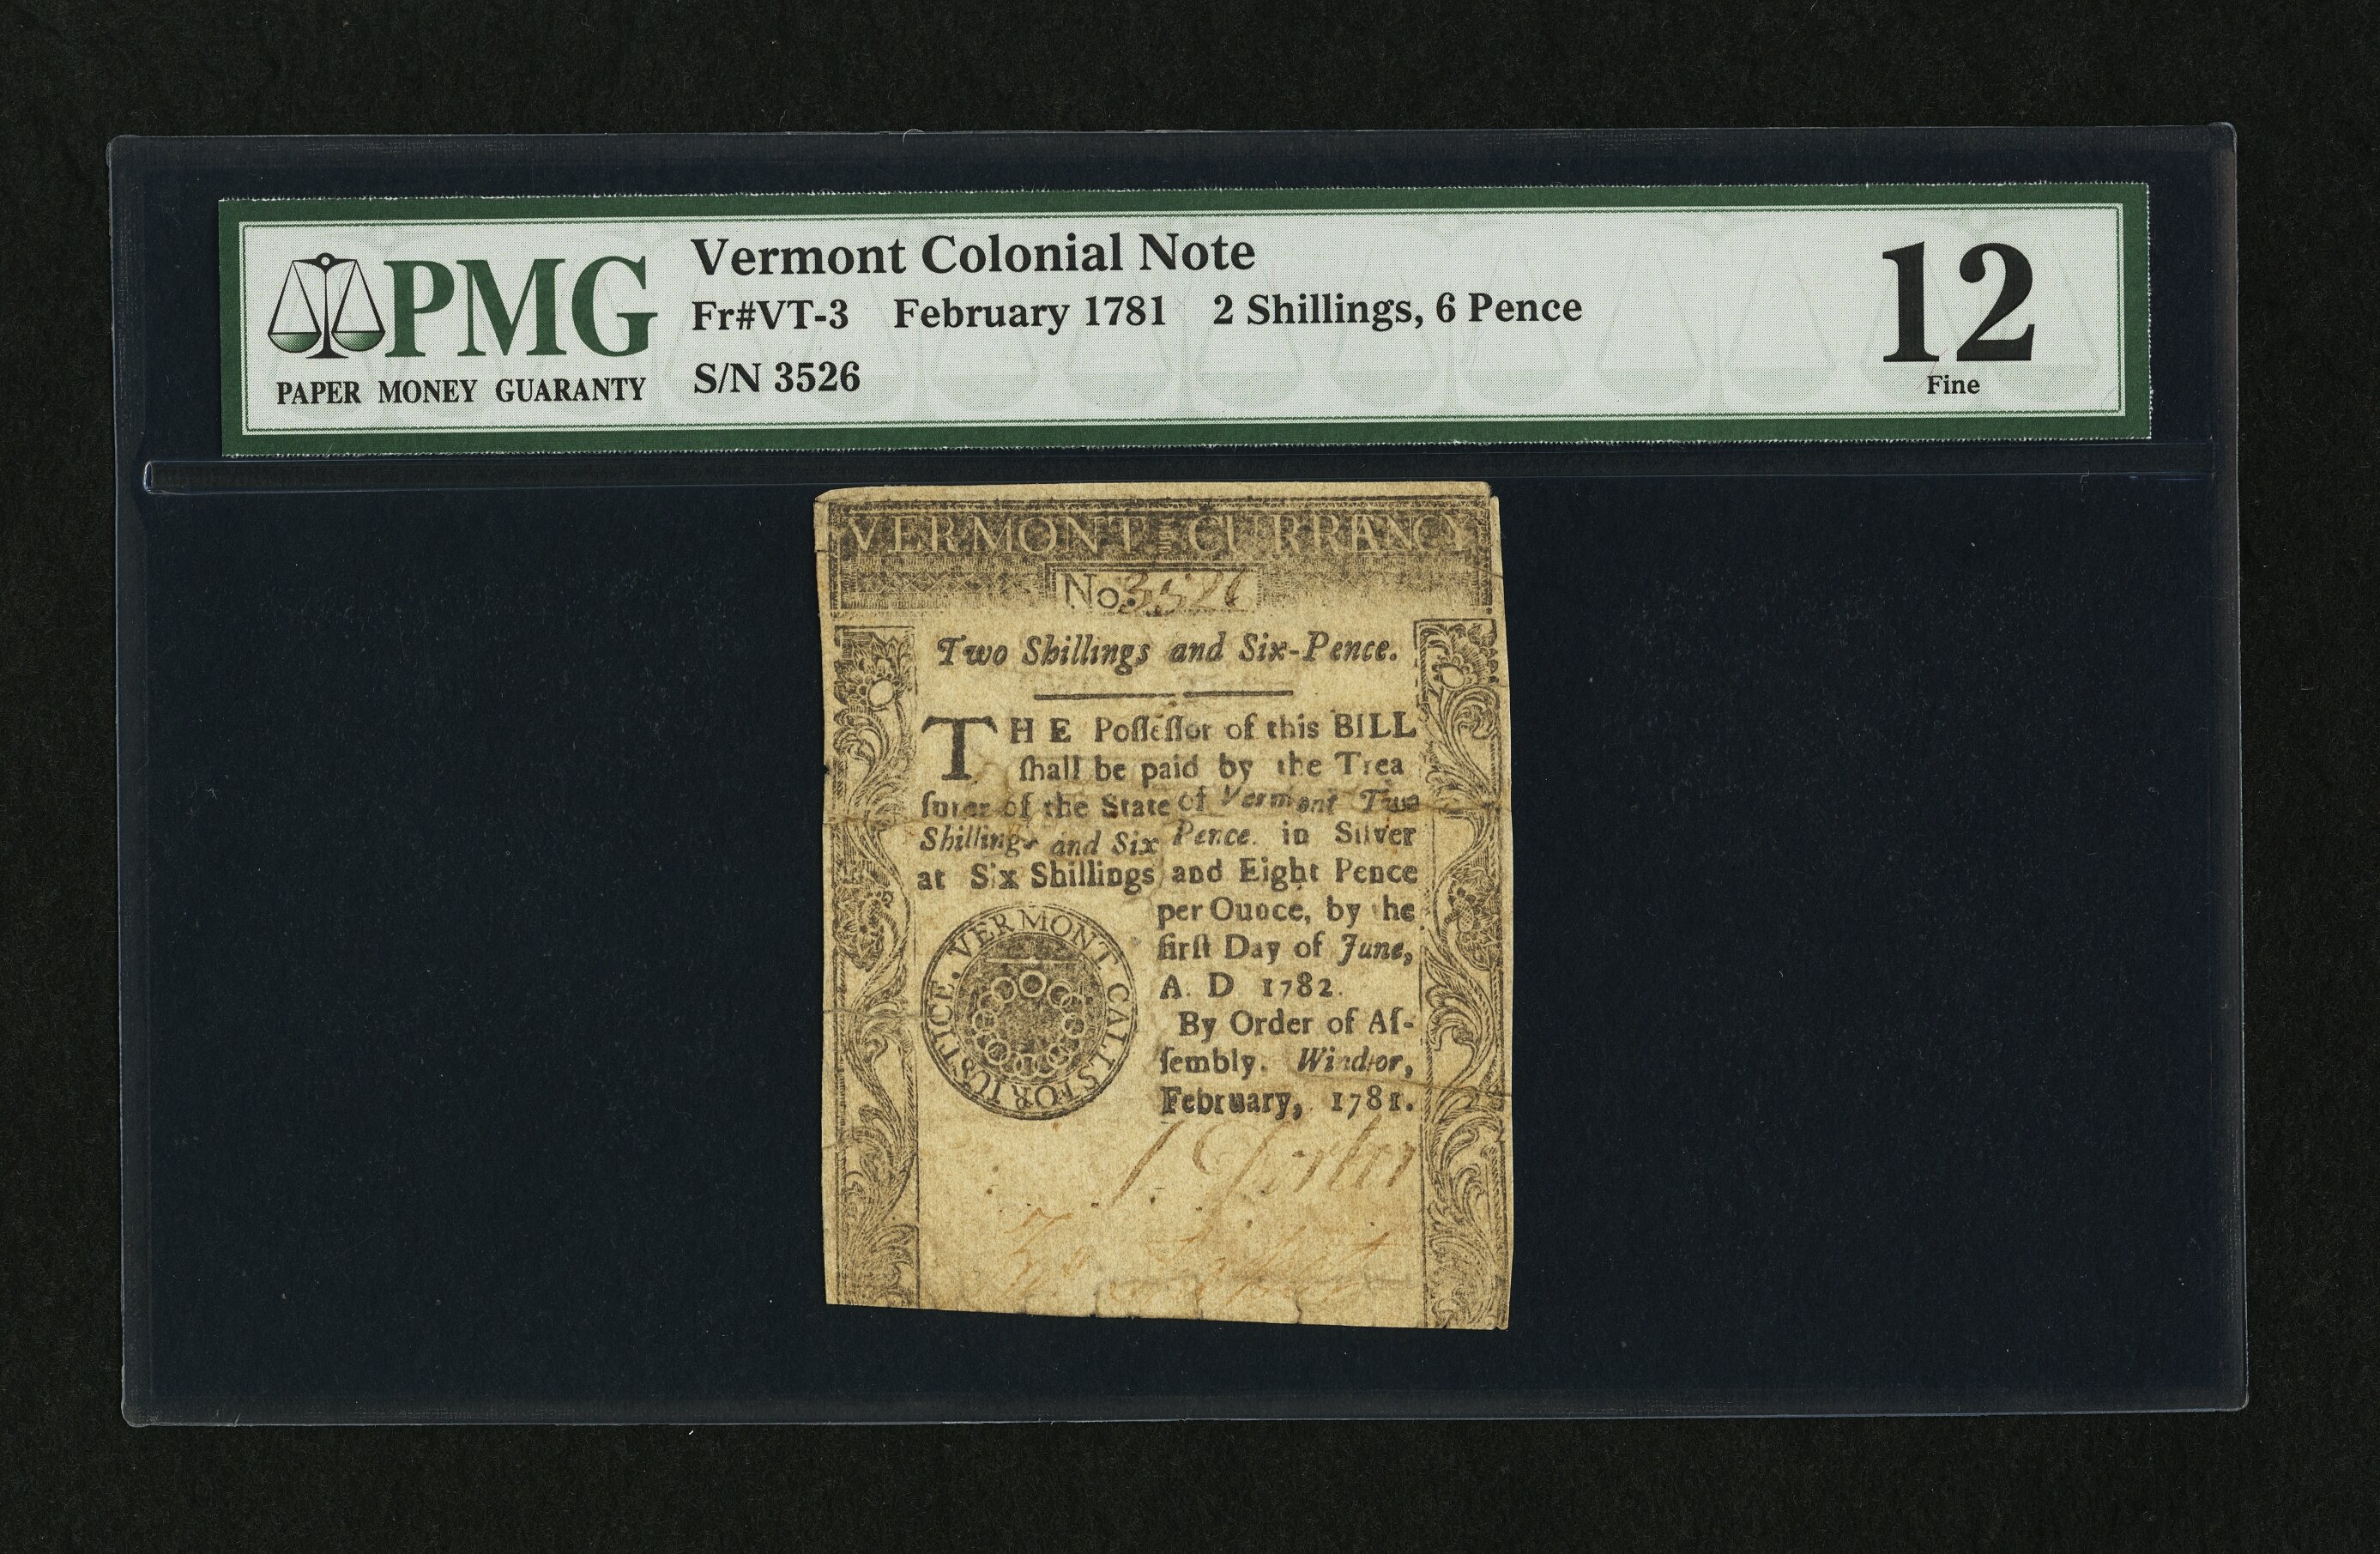 PMG
PAPER MONEY GUARANTY
Vermont Colonial Note
Fr#VT-3 February 1781 2 Shillings, 6 Pence
S/N 3526
12
Fine
VERMONT CURRANCY
No. 3526
Two Shillings and Six-Pence.
THE Poſſeſſor of this BILL
ſhall be paid by the Trea
ſurer of the State of Vermont Two
Shillings and Six Pence. in Silver
at Six Shillings and Eight Pence
per Ounce, by the
firſt Day of June,
A. D 1782.
By Order of Aſ-
ſembly. Windſor,
February, 1781.
VERMONT CALLS FOR IUSTICE.
Porter